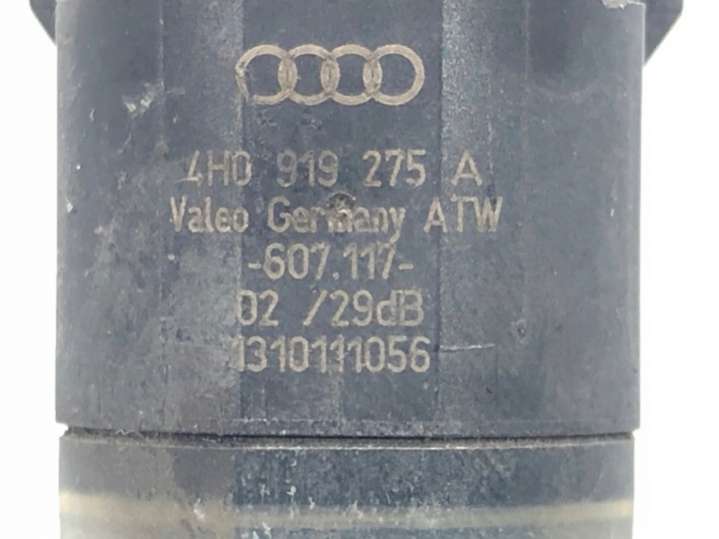 4H0 919 275 A
Valeo Germany ATW
-607.117-
02 /29dB
1310111056